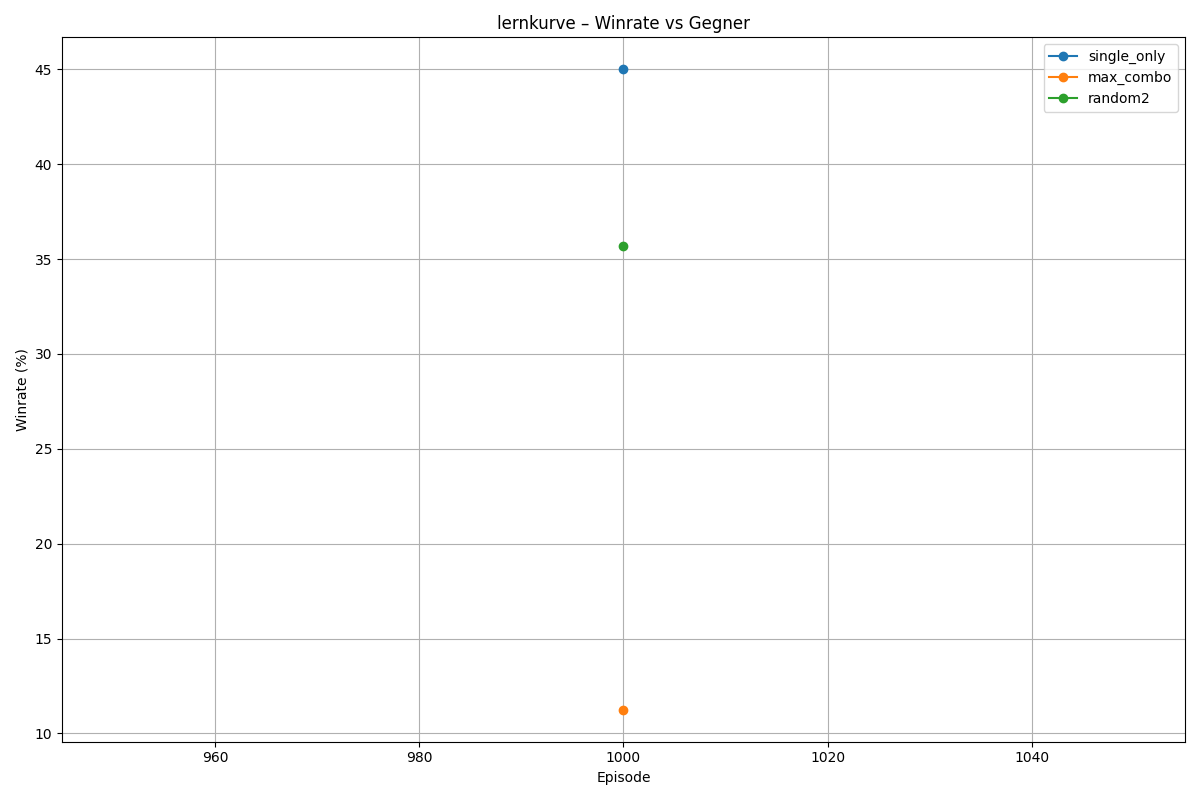 lernkurve – Winrate vs Gegner
single_only
max_combo
random2
45
40
35
30
25
20
15
10
Winrate (%)
960
980
1000
1020
1040
Episode